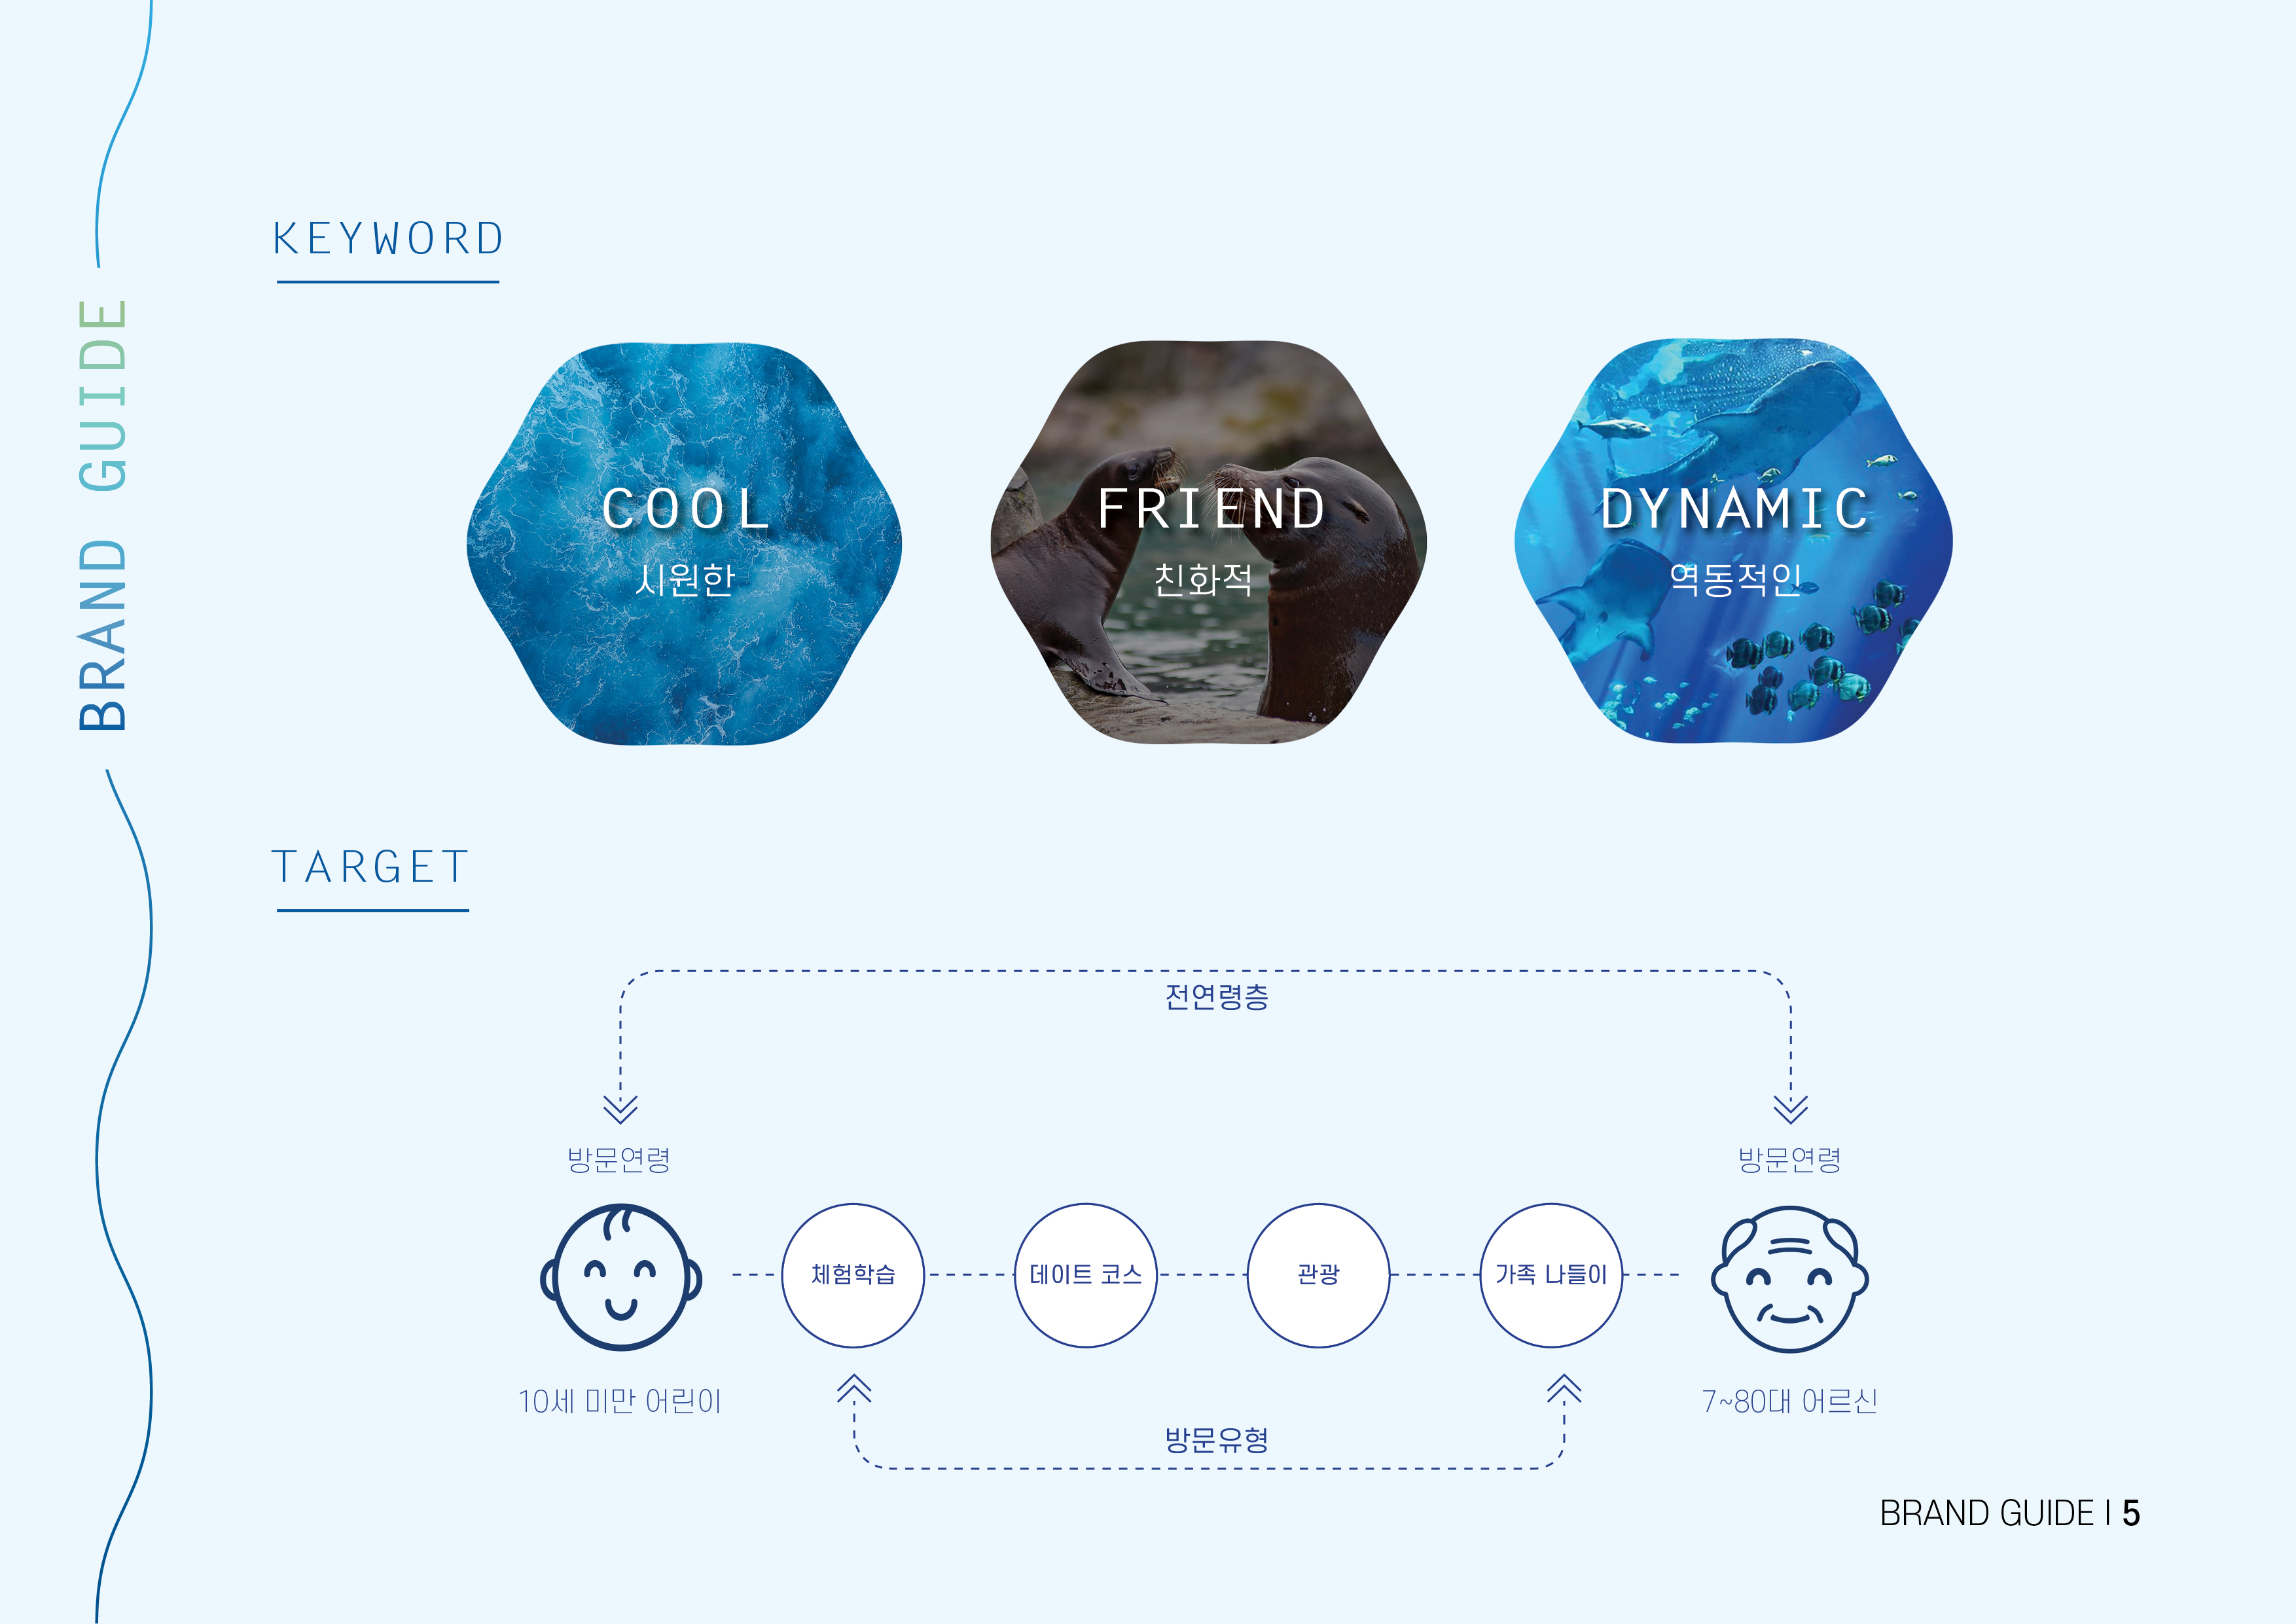 BRAND GUIDE
KEYWORD
COOL
시원한
FRIEND
친화적
DYNAMIC
역동적인
TARGET
전연령층
방문연령
방문연령
체험학습
데이트 코스
관광
가족 나들이
10세 미만 어린이
7~80대 어르신
방문유형
BRAND GUIDE | 5